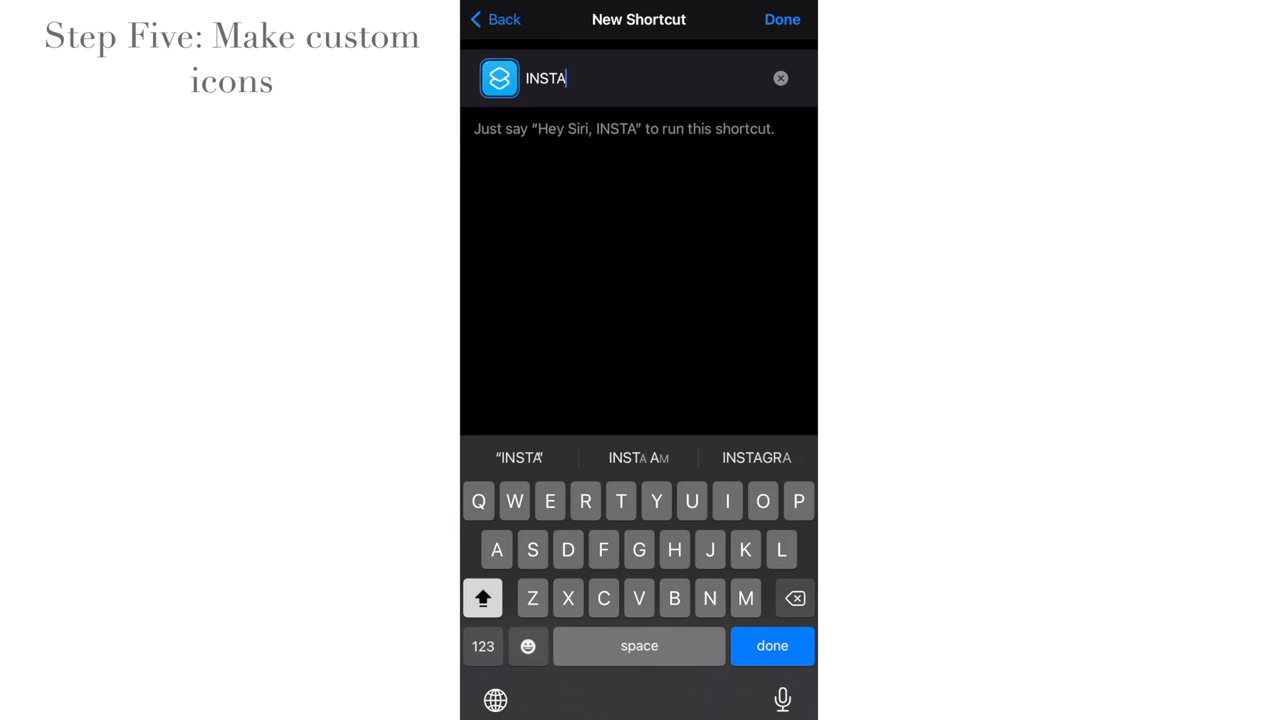 Step Five: Make custom
icons
Back New Shortcut Done
INSTA
Just say “Hey Siri, INSTA” to run this shortcut.
“INSTA” INSTA AM INSTAGRA
Q W E R T Y U I O P
A S D F G H J K L
Z X C V B N M
123 space done